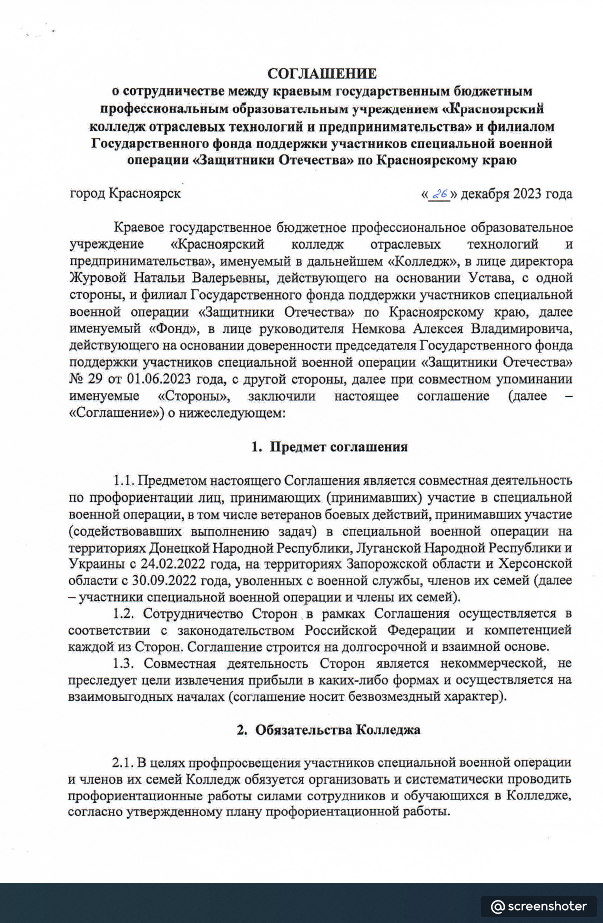 СОГЛАШЕНИЕ
о сотрудничестве между краевым государственным бюджетным
профессиональным образовательным учреждением «Красноярский
колледж отраслевых технологий и предпринимательства» и филиалом
Государственного фонда поддержки участников специальной военной
операции «Защитники Отечества» по Красноярскому краю
город Красноярск «26» декабря 2023 года
Краевое государственное бюджетное профессиональное образовательное
учреждение «Красноярский колледж отраслевых технологий и
предпринимательства», именуемый в дальнейшем «Колледж», в лице директора
Журовой Натальи Валерьевны, действующего на основании Устава, с одной
стороны, и филиал Государственного фонда поддержки участников специальной
военной операции «Защитники Отечества» по Красноярскому краю, далее
именуемый «Фонд», в лице руководителя Немкова Алексея Владимировича,
действующего на основании доверенности председателя Государственного фонда
поддержки участников специальной военной операции «Защитники Отечества»
№ 29 от 01.06.2023 года, с другой стороны, далее при совместном упоминании
именуемые «Стороны», заключили настоящее соглашение (далее –
«Соглашение») о нижеследующем:
1. Предмет соглашения
1.1. Предметом настоящего Соглашения является совместная деятельность
по профориентации лиц, принимающих (принимавших) участие в специальной
военной операции, в том числе ветеранов боевых действий, принимавших участие
(содействовавших выполнению задач) в специальной военной операции на
территориях Донецкой Народной Республики, Луганской Народной Республики и
Украины с 24.02.2022 года, на территориях Запорожской области и Херсонской
области с 30.09.2022 года, уволенных с военной службы, членов их семей (далее
– участники специальной военной операции и члены их семей).
1.2. Сотрудничество Сторон в рамках Соглашения осуществляется в
соответствии с законодательством Российской Федерации и компетенцией
каждой из Сторон. Соглашение строится на долгосрочной и взаимной основе.
1.3. Совместная деятельность Сторон является некоммерческой, не
преследует цели извлечения прибыли в каких-либо формах и осуществляется на
взаимовыгодных началах (соглашение носит безвозмездный характер).
2. Обязательства Колледжа
2.1. В целях профпросвещения участников специальной военной операции
и членов их семей Колледж обязуется организовать и систематически проводить
профориентационные работы силами сотрудников и обучающихся в Колледже,
согласно утвержденному плану профориентационной работы.
@screenshoter